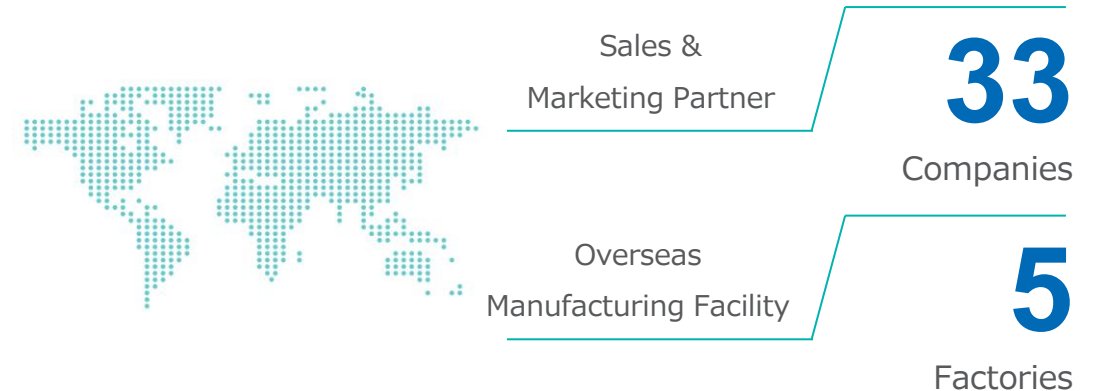 Sales &
Marketing Partner
33
Companies
Overseas
Manufacturing Facility
5
Factories